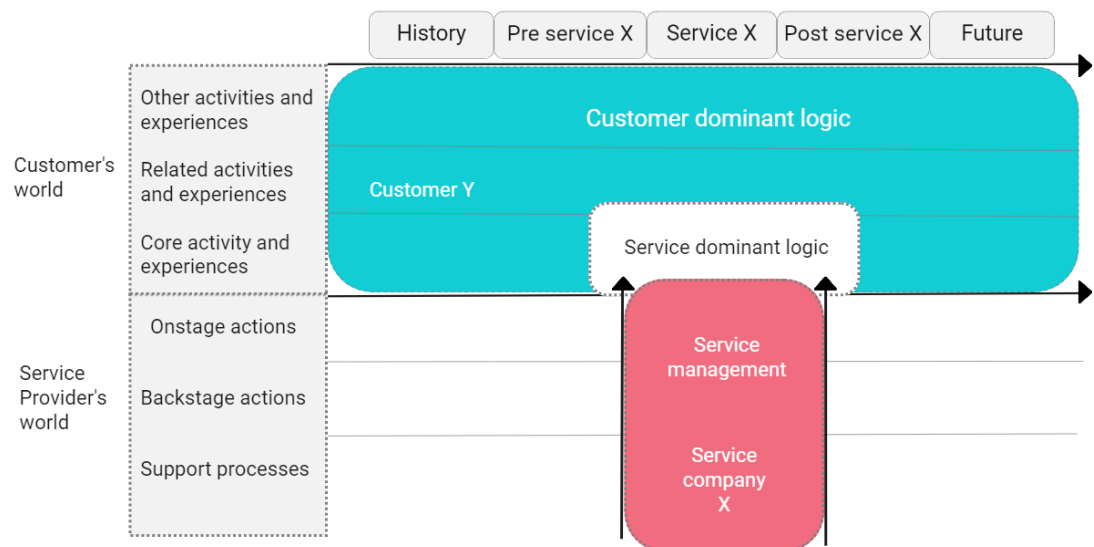 History
Pre service X
Service X
Post service X
Future
Customer's
world
Other activities and
experiences
Customer dominant logic
Related activities
and experiences
Customer Y
Core activity and
experiences
Service dominant logic
Service
Provider's
world
Onstage actions
Service
management
Backstage actions
Support processes
Service
company
X